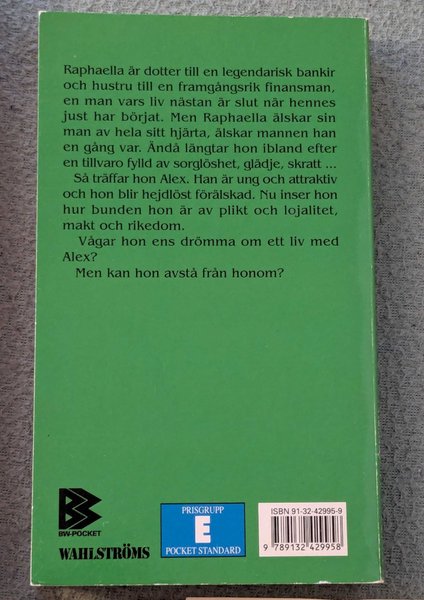 Raphaella är dotter till en legendarisk bankir
och hustru till en framgångsrik finansman,
en man vars liv nästan är slut när hennes
just har börjat. Men Raphaella älskar sin
man av hela sitt hjärta, älskar mannen han
en gång var. Ändå längtar hon ibland efter
en tillvaro fylld av sorglöshet, glädje, skratt ...
Så träffar hon Alex. Han är ung och attraktiv
och hon blir hejdlöst förälskad. Nu inser hon
hur bunden hon är av plikt och lojalitet,
makt och rikedom.
Vågar hon ens drömma om ett liv med
Alex?
Men kan hon avstå från honom?
BW-POCKET
WAHLSTRÖMS
PRISGRUPP
E
POCKET STANDARD
ISBN 91-32-42995-9
9 789132 429958